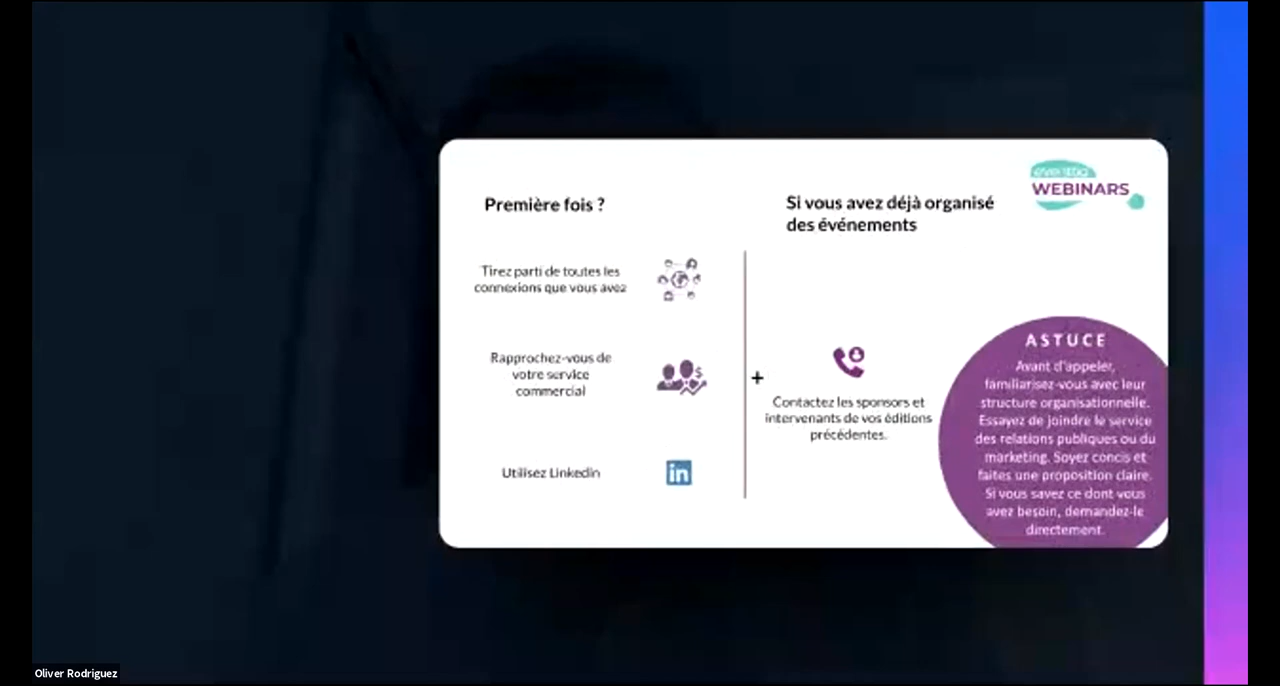 eventbq
WEBINARS
Première fois ?
Tirez parti de toutes les
connexions que vous avez
Rapprochez-vous de
votre service
commercial
Utilisez Linkedin
in
Si vous avez déjà organisé
des événements
+
Contactez les sponsors et
intervenants de vos éditions
précédentes.
ASTUCE
Avant d'appeler,
familiarisez-vous avec leur
structure organisationnelle.
Essayez de joindre le service
des relations publiques ou du
marketing. Soyez concis et
faites une proposition claire.
Si vous savez ce dont vous
avez besoin, demandez-le
directement.
Oliver Rodriguez